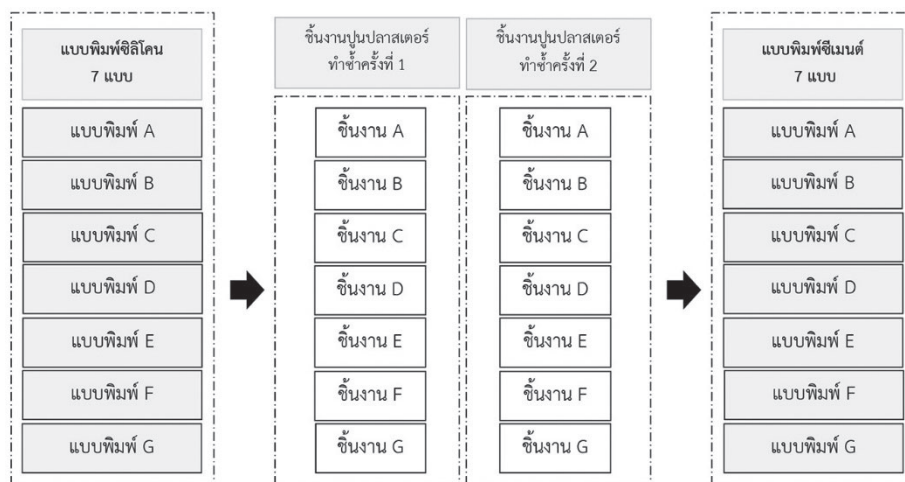 แบบพิมพ์ซิลิโคน
7 แบบ
แบบพิมพ์ A
แบบพิมพ์ B
แบบพิมพ์ C
แบบพิมพ์ D
แบบพิมพ์ E
แบบพิมพ์ F
แบบพิมพ์ G
ชิ้นงานปูนปลาสเตอร์
ทำซ้ำครั้งที่ 1
ชิ้นงาน A
ชิ้นงาน B
ชิ้นงาน C
ชิ้นงาน D
ชิ้นงาน E
ชิ้นงาน F
ชิ้นงาน G
ชิ้นงานปูนปลาสเตอร์
ทำซ้ำครั้งที่ 2
ชิ้นงาน A
ชิ้นงาน B
ชิ้นงาน C
ชิ้นงาน D
ชิ้นงาน E
ชิ้นงาน F
ชิ้นงาน G
แบบพิมพ์ซีเมนต์
7 แบบ
แบบพิมพ์ A
แบบพิมพ์ B
แบบพิมพ์ C
แบบพิมพ์ D
แบบพิมพ์ E
แบบพิมพ์ F
แบบพิมพ์ G